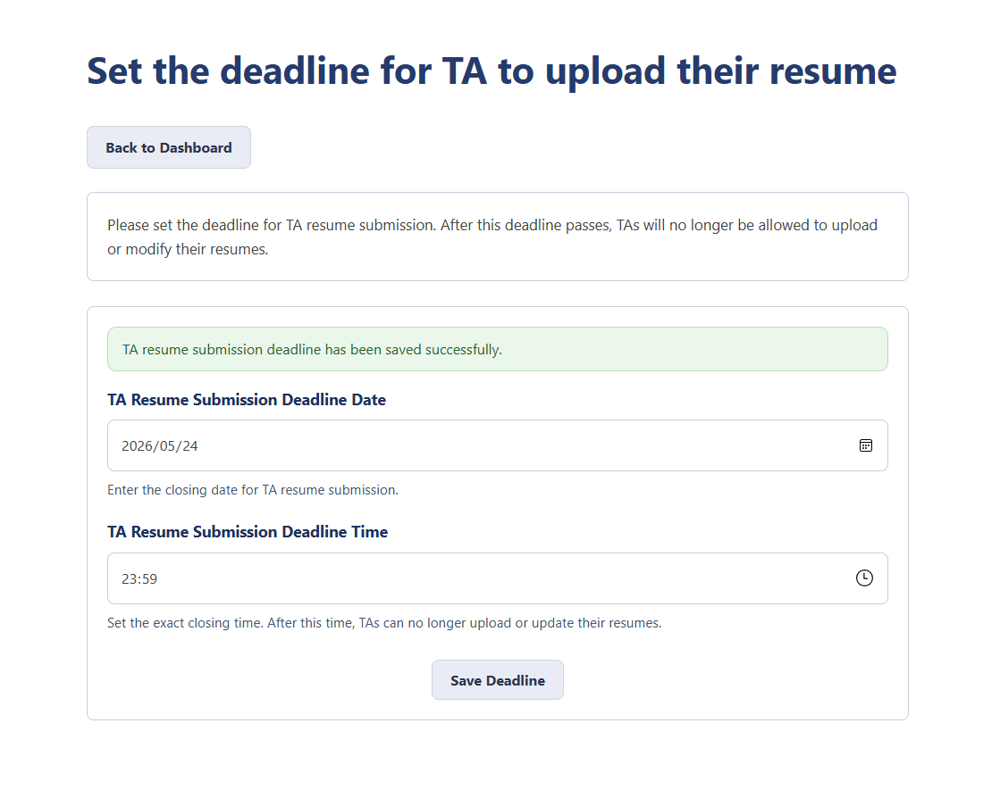 Set the deadline for TA to upload their resume
Back to Dashboard
Please set the deadline for TA resume submission. After this deadline passes, TAs will no longer be allowed to upload
or modify their resumes.
TA resume submission deadline has been saved successfully.
TA Resume Submission Deadline Date
2026/05/24
Enter the closing date for TA resume submission.
TA Resume Submission Deadline Time
23:59
Set the exact closing time. After this time, TAs can no longer upload or update their resumes.
Save Deadline